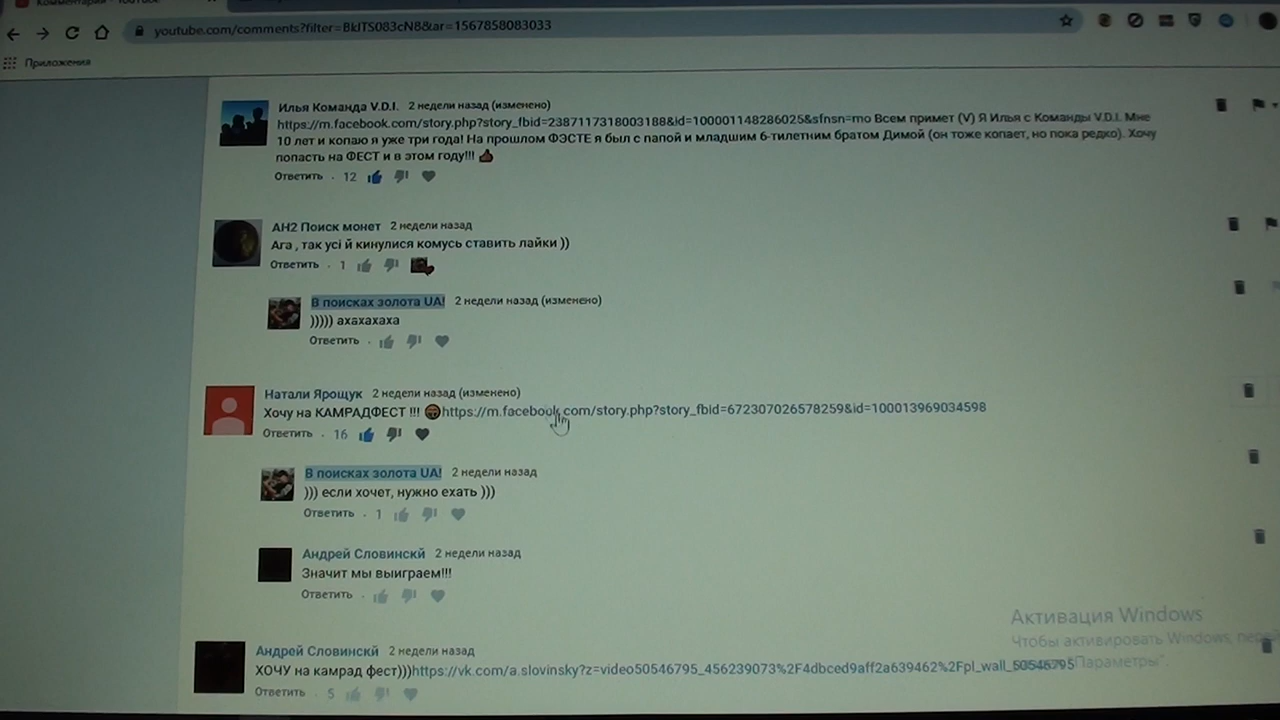 Комментарии - YouTube
youtube.com/comments?filter=BkITS083cN8&ar=1567858083033
Приложения
Илья Команда V.D.I. 2 недели назад (изменено)
https://m.facebook.com/story.php?story_fbid=2387117318003188&id=100001148286025&sfnsn=mo Всем примет (V) Я Илья с Команды V.D.I. Мне
10 лет и копаю я уже три года! На прошлом ФЭСТЕ я был с папой и младшим 6-тилетним братом Димой (он тоже копает, но пока редко). Хочу
попасть на ФЕСТ и в этом году!!!
Ответить · 12
АН2 Поиск монет 2 недели назад
Ага , так усі й кинулися комусь ставить лайки ))
Ответить · 1
В поисках золота UA! 2 недели назад (изменено)
))))) ахахахаха
Ответить ·
Натали Ярощук 2 недели назад (изменено)
Хочу на КАМРАДФЕСТ !!! https://m.facebook.com/story.php?story_fbid=672307026578259&id=100013969034598
Ответить · 16
В поисках золота UA! 2 недели назад
))) если хочет, нужно ехать )))
Ответить · 1
Андрей Словинскй 2 недели назад
Значит мы выиграем!!!
Ответить ·
Андрей Словинскй 2 недели назад
ХОЧУ на камрад фест)))https://vk.com/a.slovinsky?z=video50546795_456239073%2F4dbced9aff2a639462%2Fpl_wall_50546795
Ответить · 5
Активация Windows
Чтобы активировать Windows, пере
"Параметры".